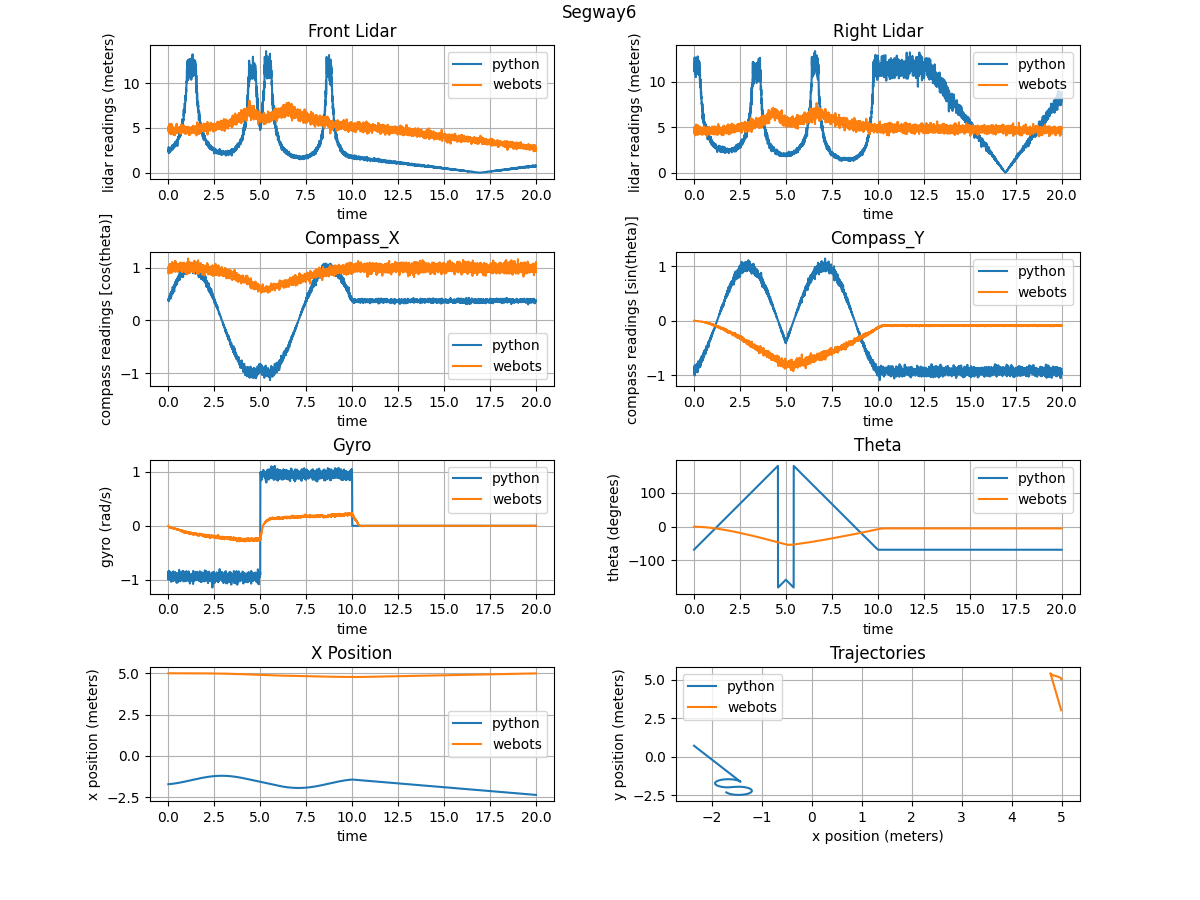 Segway6
Front Lidar
lidar readings (meters)
10
5
0
python
webots
0.0 2.5 5.0 7.5 10.0 12.5 15.0 17.5 20.0
time
Right Lidar
lidar readings (meters)
10
5
0
python
webots
0.0 2.5 5.0 7.5 10.0 12.5 15.0 17.5 20.0
time
Compass_X
compass readings [cos(theta)]
1
0
−1
python
webots
0.0 2.5 5.0 7.5 10.0 12.5 15.0 17.5 20.0
time
Compass_Y
compass readings [sin(theta)]
1
0
−1
python
webots
0.0 2.5 5.0 7.5 10.0 12.5 15.0 17.5 20.0
time
Gyro
gyro (rad/s)
1
0
−1
python
webots
0.0 2.5 5.0 7.5 10.0 12.5 15.0 17.5 20.0
time
Theta
theta (degrees)
100
0
−100
python
webots
0.0 2.5 5.0 7.5 10.0 12.5 15.0 17.5 20.0
time
X Position
x position (meters)
5.0
2.5
0.0
−2.5
python
webots
0.0 2.5 5.0 7.5 10.0 12.5 15.0 17.5 20.0
time
Trajectories
y position (meters)
5.0
2.5
0.0
−2.5
python
webots
−2 −1 0 1 2 3 4 5
x position (meters)